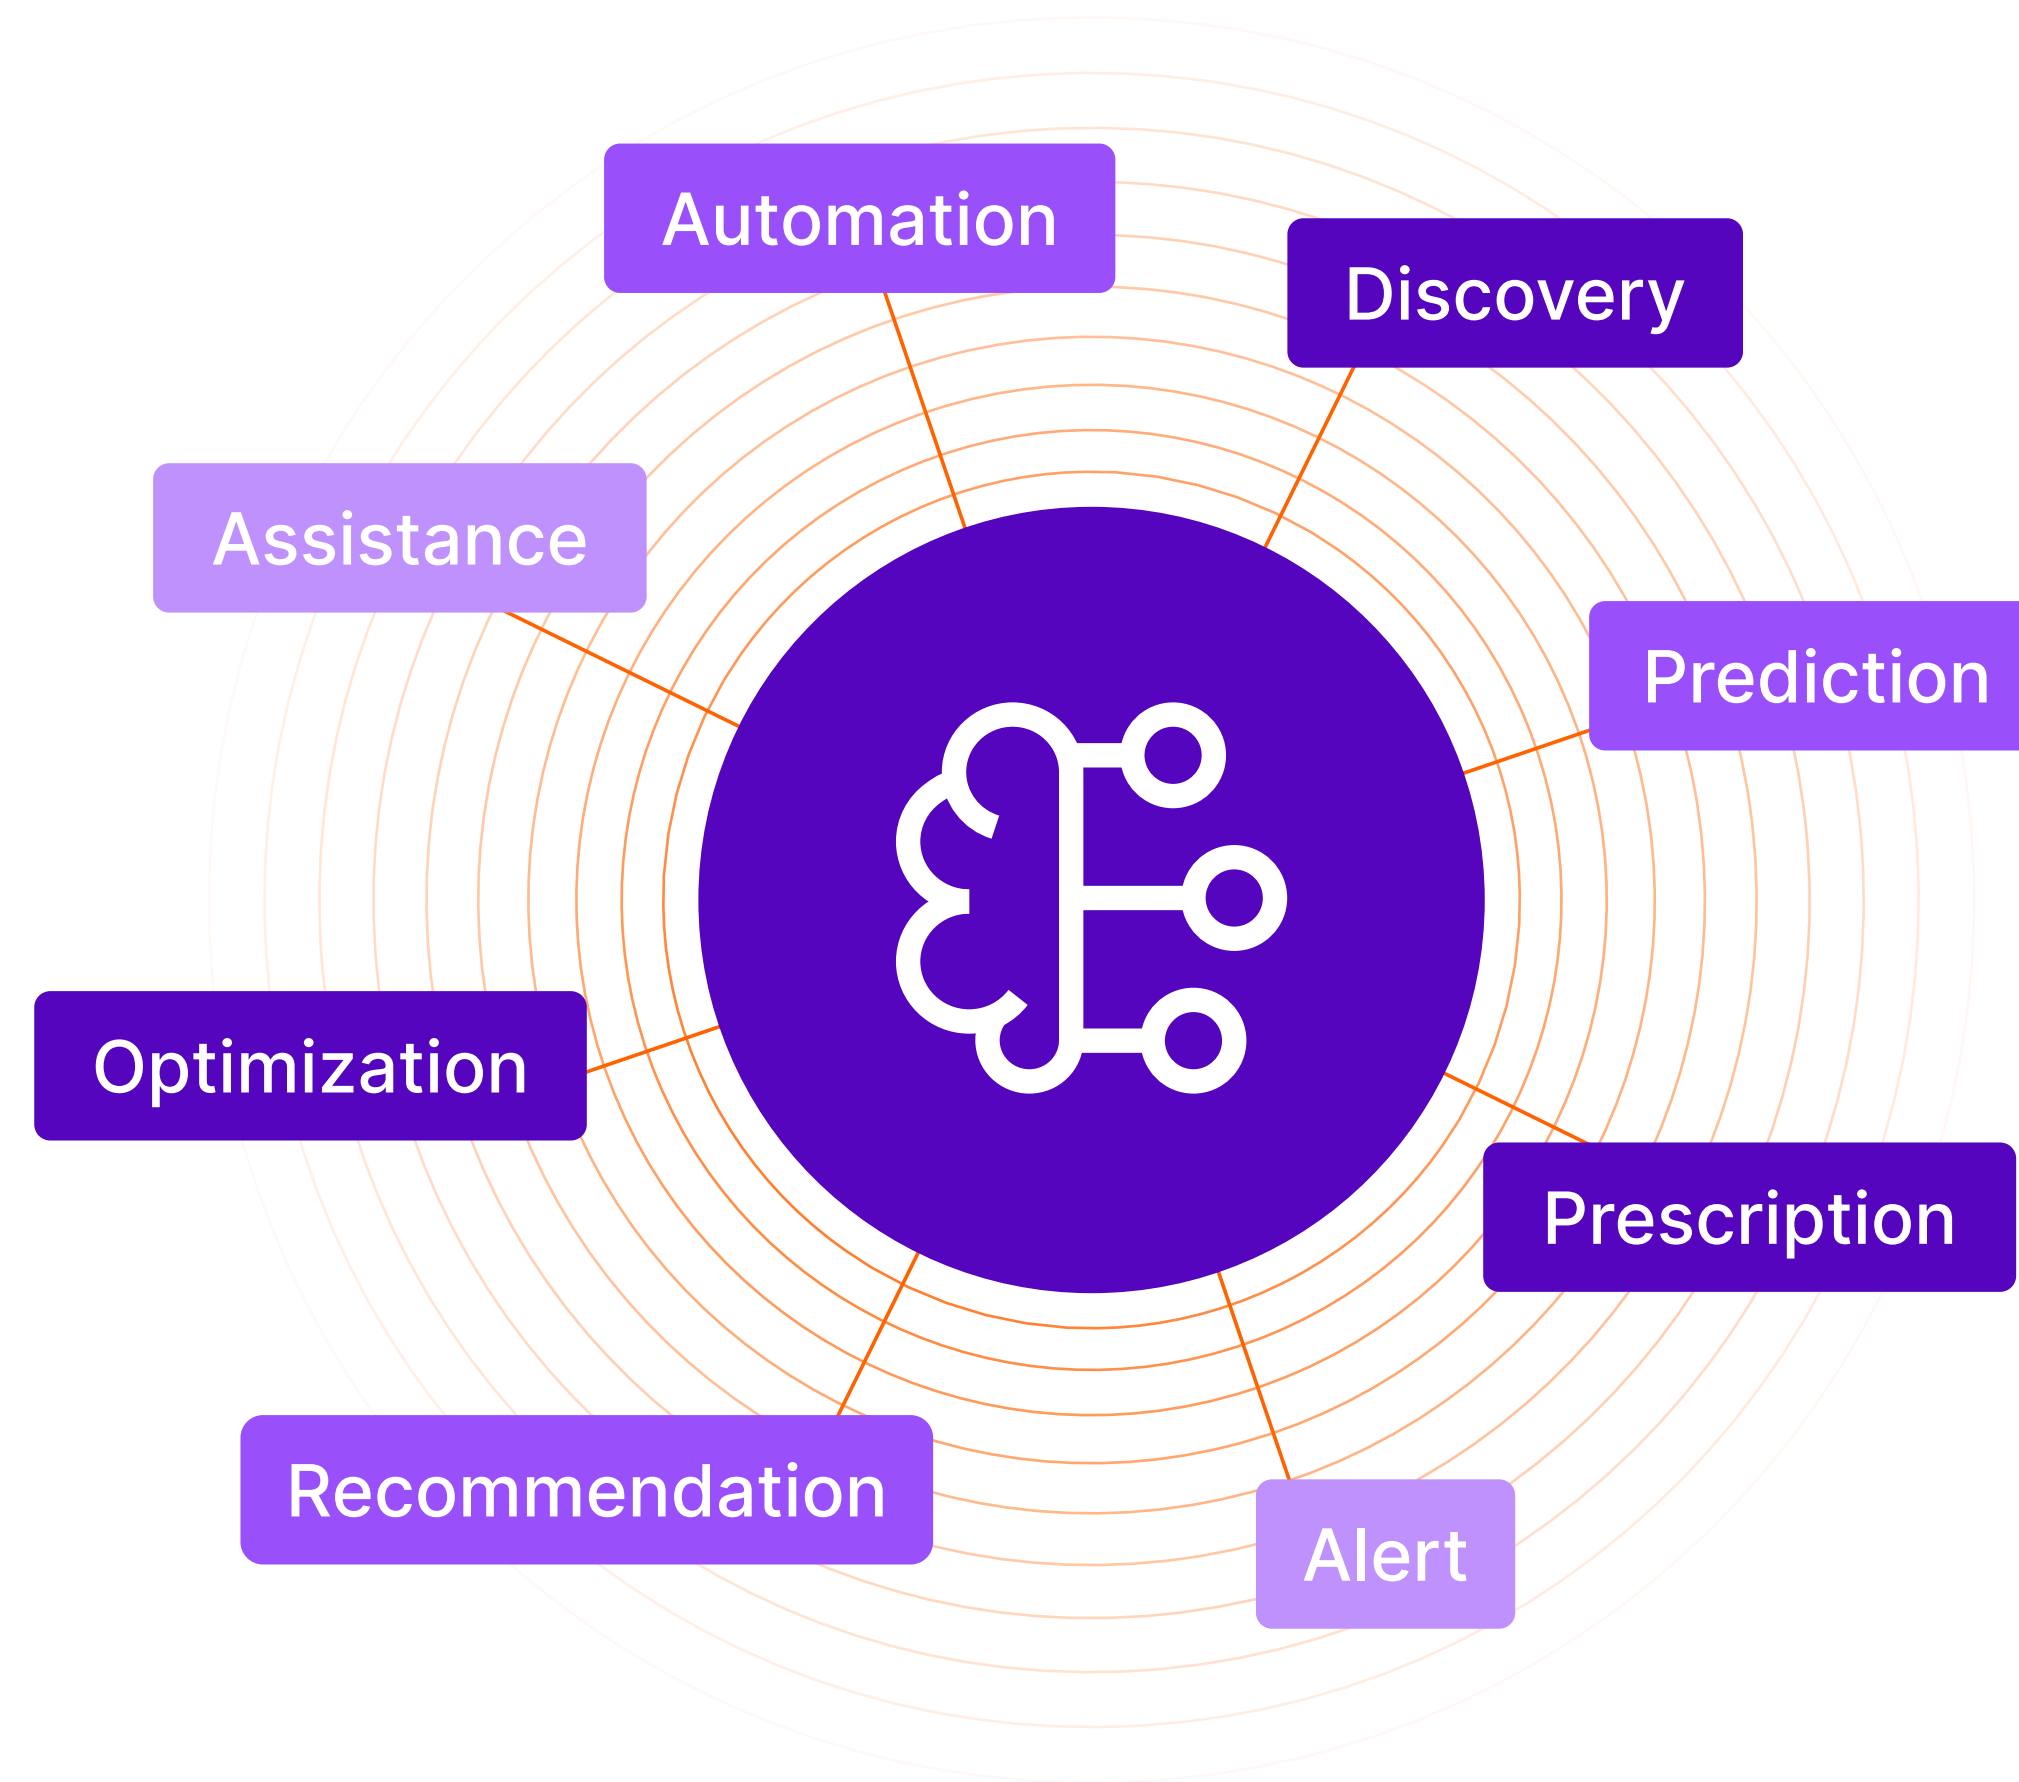 Automation
Discovery
Assistance
Prediction
Optimization
Prescription
Recommendation
Alert